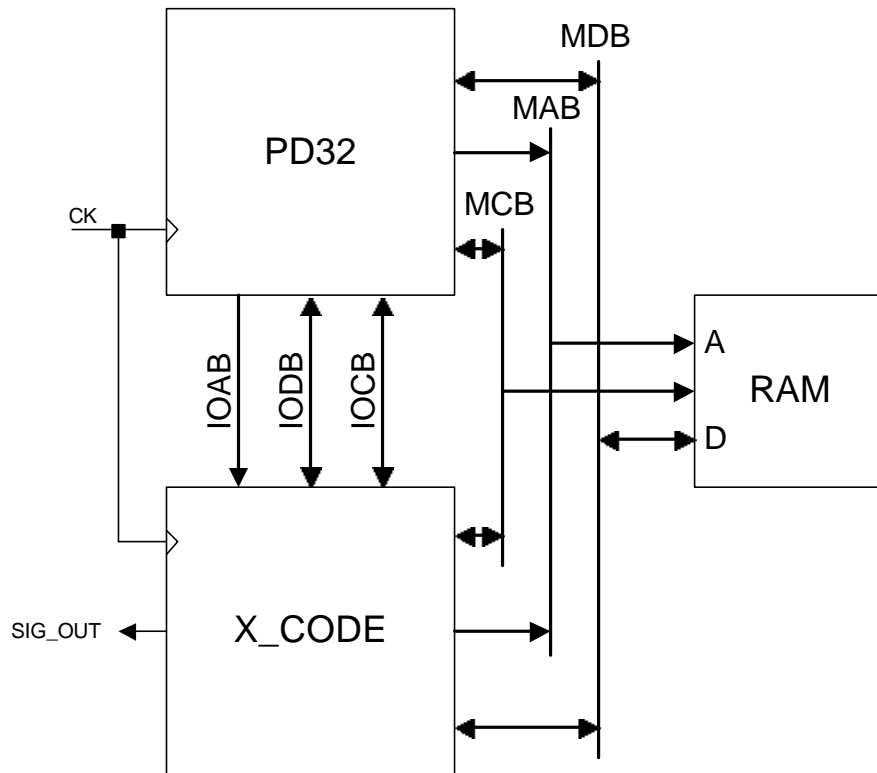 MDB
MAB
PD32
MCB
CK
IOAB
IODB
IOCB
A
RAM
D
X_CODE
SIG_OUT